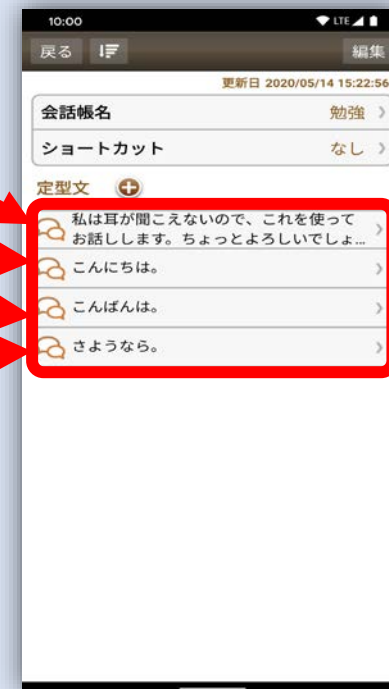 10:00 LTE
戻る 編集
更新日 2020/05/14 15:22:56
会話帳名 勉強
ショートカット なし
定型文
私は耳が聞こえないので、これを使って
お話しします。ちょっとよろしいでしょ...
こんにちは。
こんばんは。
さようなら。